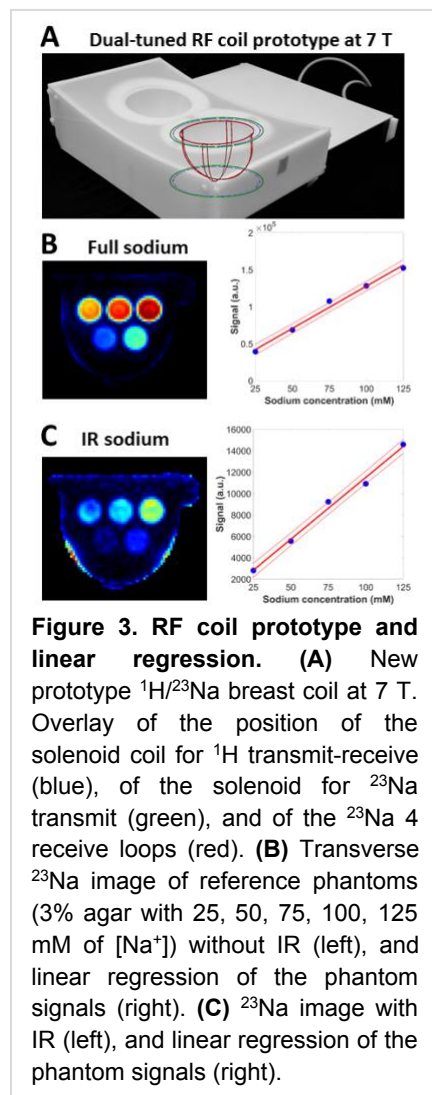 A Dual-tuned RF coil prototype at 7 T
B Full sodium
×10⁵
2
1.5
1
0.5
0
Signal (a.u.)
25 50 75 100 125
Sodium concentration (mM)
C IR sodium
16000
14000
12000
10000
8000
6000
4000
2000
Signal (a.u.)
25 50 75 100 125
Sodium concentration (mM)
Figure 3. RF coil prototype and
linear regression. (A) New
prototype ¹H/²³Na breast coil at 7 T.
Overlay of the position of the
solenoid coil for ¹H transmit-receive
(blue), of the solenoid for ²³Na
transmit (green), and of the ²³Na 4
receive loops (red). (B) Transverse
²³Na image of reference phantoms
(3% agar with 25, 50, 75, 100, 125
mM of [Na⁺]) without IR (left), and
linear regression of the phantom
signals (right). (C) ²³Na image with
IR (left), and linear regression of the
phantom signals (right).